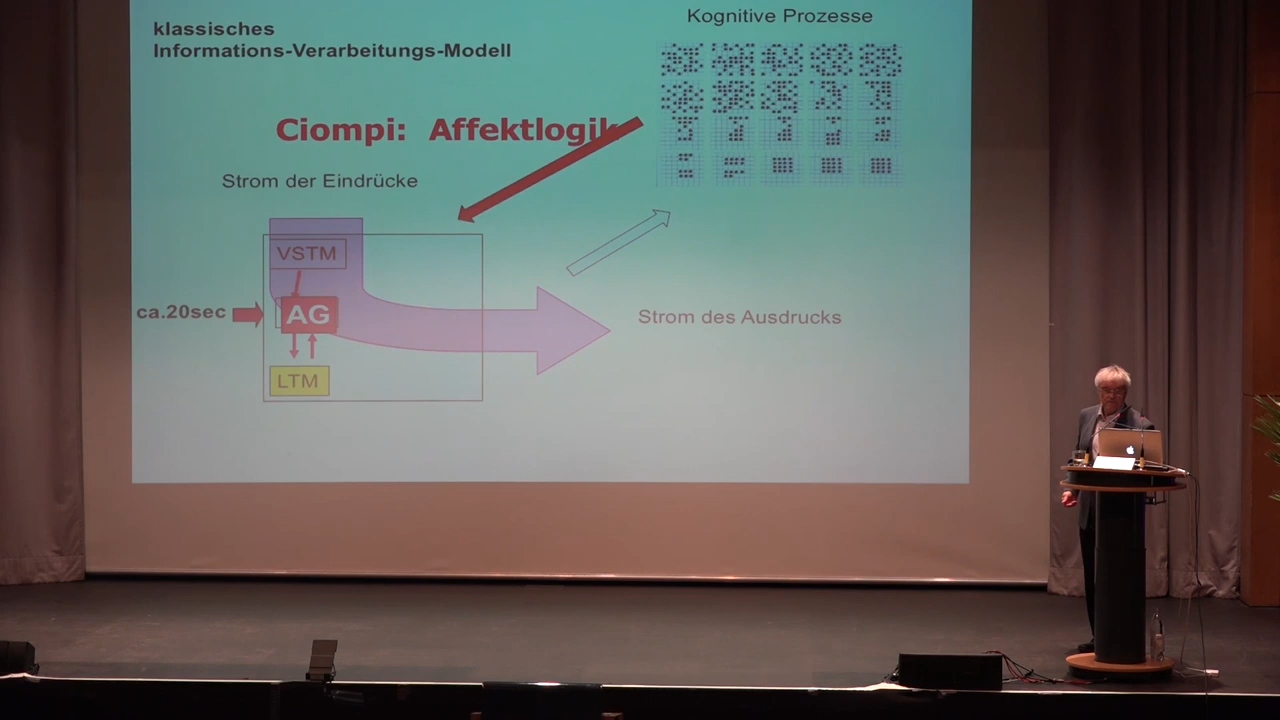 klassisches
Informations-Verarbeitungs-Modell
Kognitive Prozesse
Ciompi: Affektlogik
Strom der Eindrücke
VSTM
ca.20sec
AG
Strom des Ausdrucks
LTM